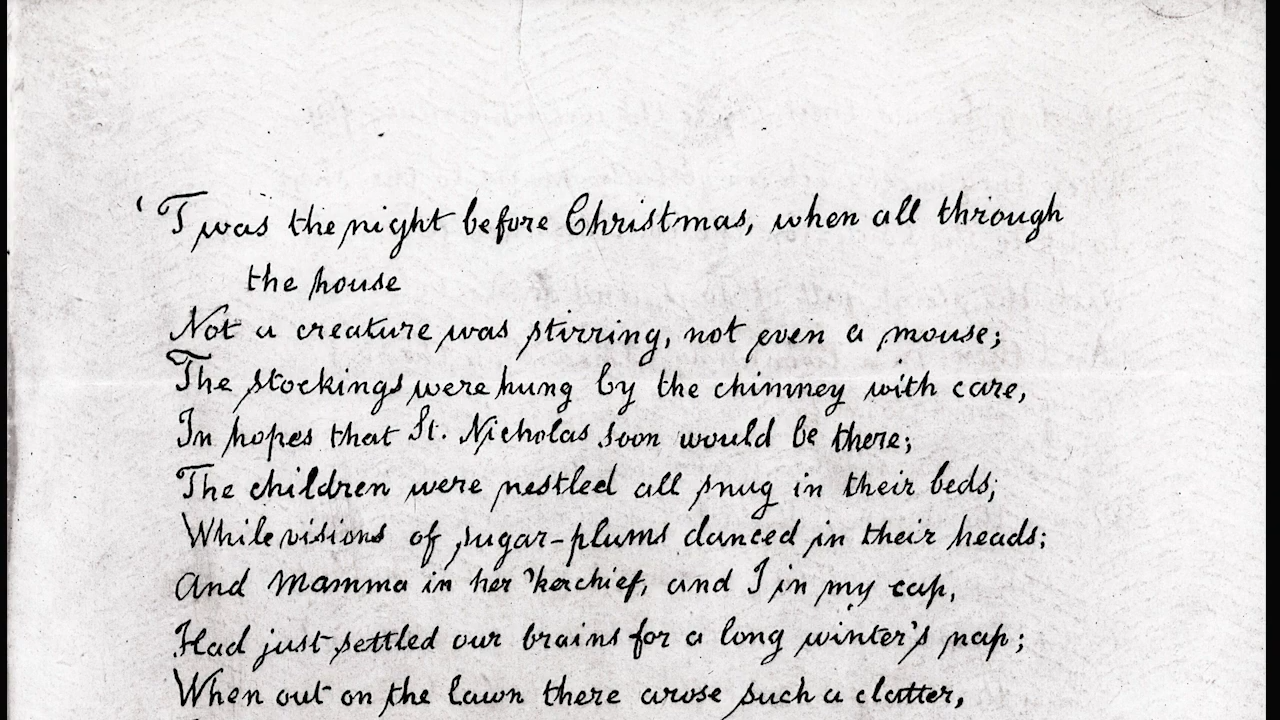 'Twas the night before Christmas, when all through
the house
Not a creature was stirring, not even a mouse;
The stockings were hung by the chimney with care,
In hopes that St. Nicholas soon would be there;
The children were nestled all snug in their beds;
While visions of sugar-plums danced in their heads;
And Mamma in her 'kerchief, and I in my cap,
Had just settled our brains for a long winter's nap;
When out on the lawn there arose such a clatter,